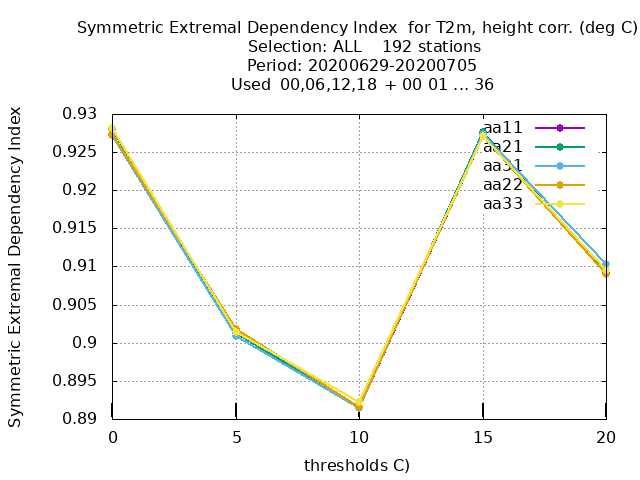 Symmetric Extremal Dependency Index  for T2m, height corr. (deg C)
Selection: ALL    192 stations
Period: 20200629-20200705
Used  00,06,12,18  + 00 01 ... 36
Symmetric Extremal Dependency Index
0.93
0.925
0.92
0.915
0.91
0.905
0.9
0.895
0.89
aa11
aa21
aa31
aa22
aa33
0 5 10 15 20
thresholds C)